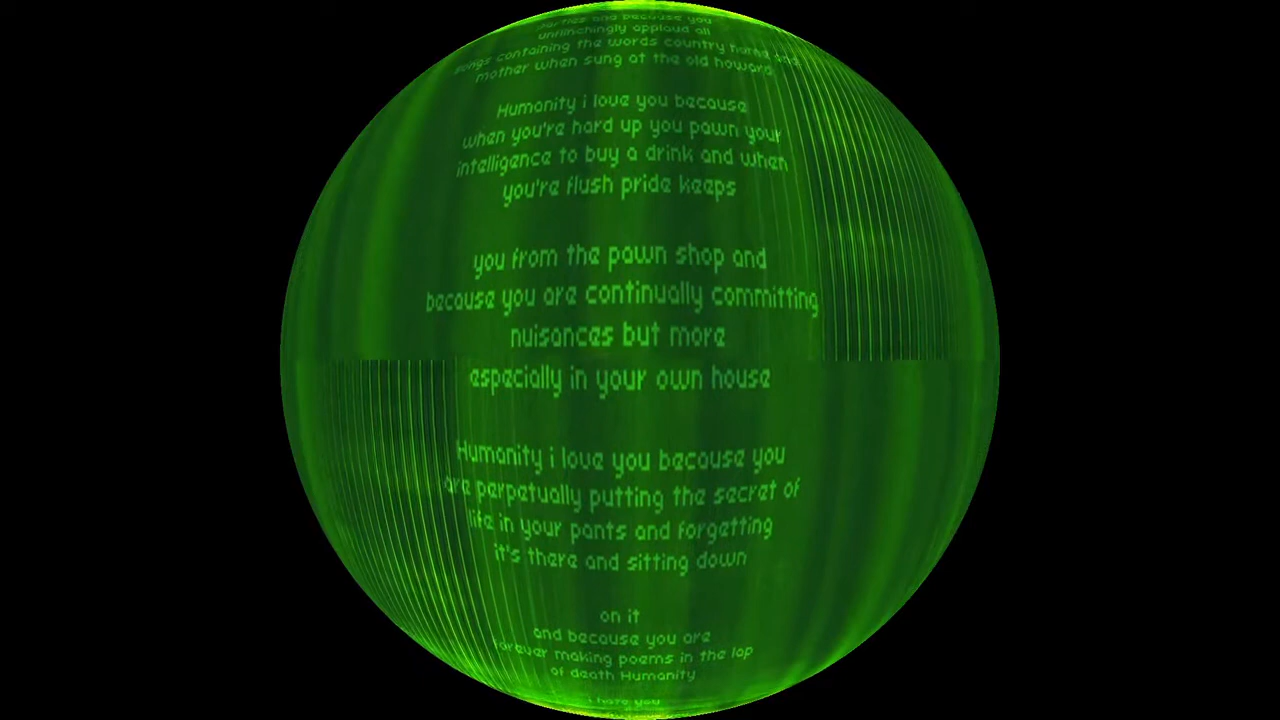 parties and because you
unflinchingly applaud all
songs containing the words country home and
mother when sung at the old howard
Humanity i love you because
when you're hard up you pawn your
intelligence to buy a drink and when
you're flush pride keeps
you from the pawn shop and
because you are continually committing
nuisances but more
especially in your own house
Humanity i love you because you
are perpetually putting the secret of
life in your pants and forgetting
it's there and sitting down
on it
and because you are
forever making poems in the lap
of death Humanity
i hate you